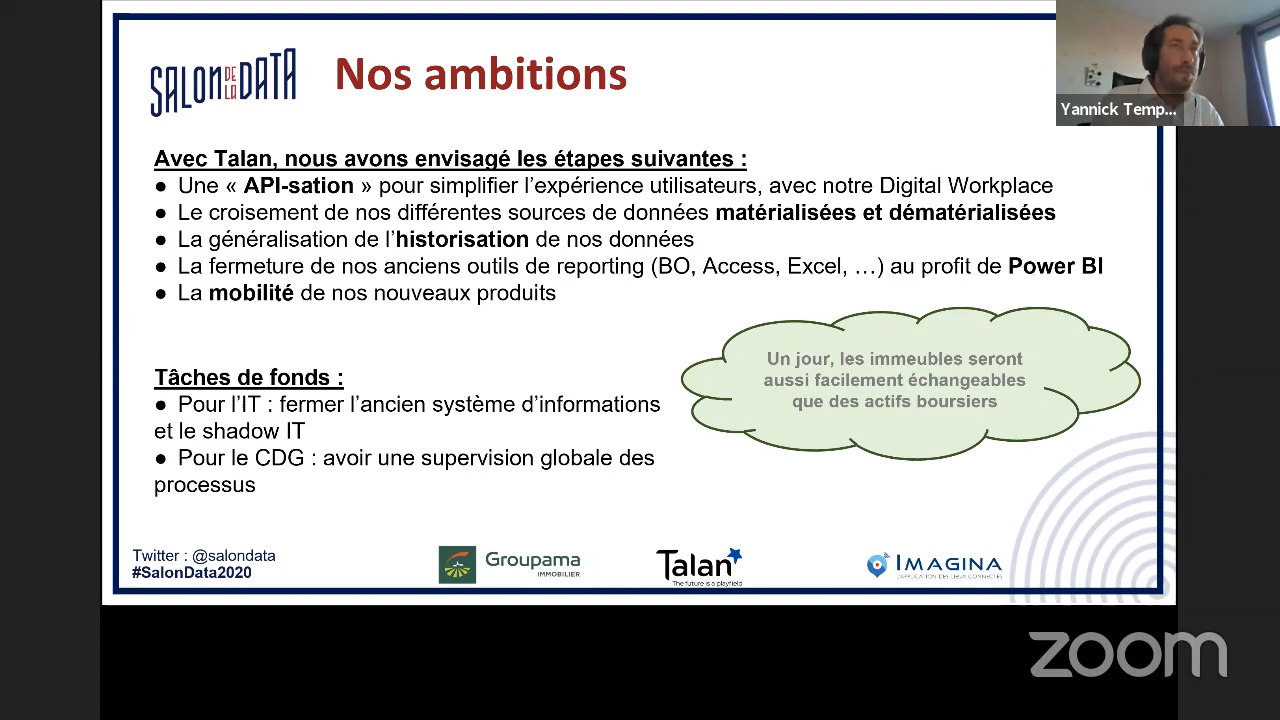 SALON DE LA DATA
Nos ambitions
Yannick Temp...
Avec Talan, nous avons envisagé les étapes suivantes :
● Une « API-sation » pour simplifier l’expérience utilisateurs, avec notre Digital Workplace
● Le croisement de nos différentes sources de données matérialisées et dématérialisées
● La généralisation de l’historisation de nos données
● La fermeture de nos anciens outils de reporting (BO, Access, Excel, …) au profit de Power BI
● La mobilité de nos nouveaux produits
Un jour, les immeubles seront
aussi facilement échangeables
que des actifs boursiers
Tâches de fonds :
● Pour l’IT : fermer l’ancien système d’informations
et le shadow IT
● Pour le CDG : avoir une supervision globale des
processus
Twitter : @salondata
#SalonData2020
Groupama
IMMOBILIER
Talan
The future is a playfield
IMAGINA
L'APPLICATION DES LIEUX CONNECTÉS
zoom